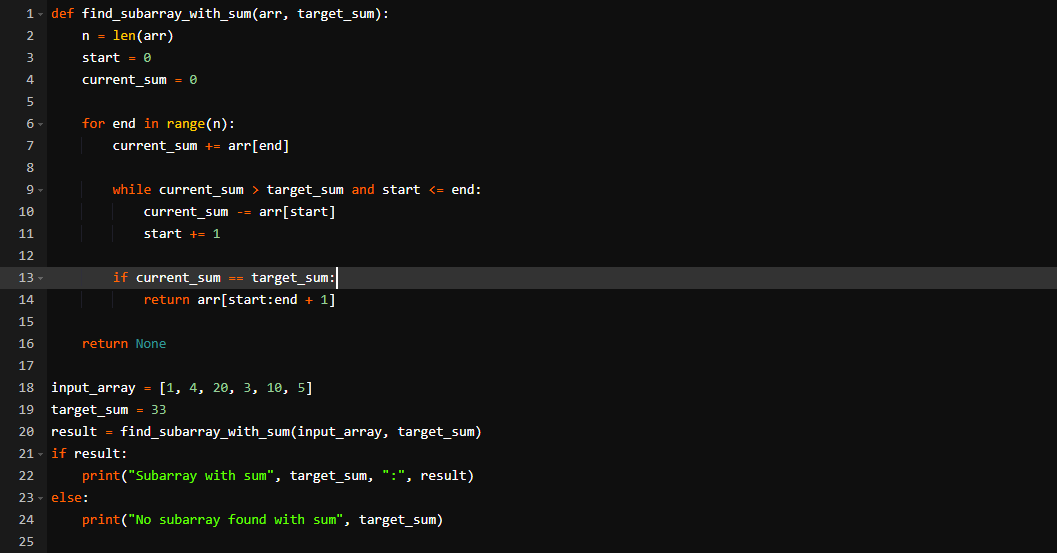 1 def find_subarray_with_sum(arr, target_sum):
2     n = len(arr)
3     start = 0
4     current_sum = 0
5
6     for end in range(n):
7         current_sum += arr[end]
8
9         while current_sum > target_sum and start <= end:
10             current_sum -= arr[start]
11             start += 1
12
13         if current_sum == target_sum:
14             return arr[start:end + 1]
15
16     return None
17
18 input_array = [1, 4, 20, 3, 10, 5]
19 target_sum = 33
20 result = find_subarray_with_sum(input_array, target_sum)
21 if result:
22     print("Subarray with sum", target_sum, ":", result)
23 else:
24     print("No subarray found with sum", target_sum)
25